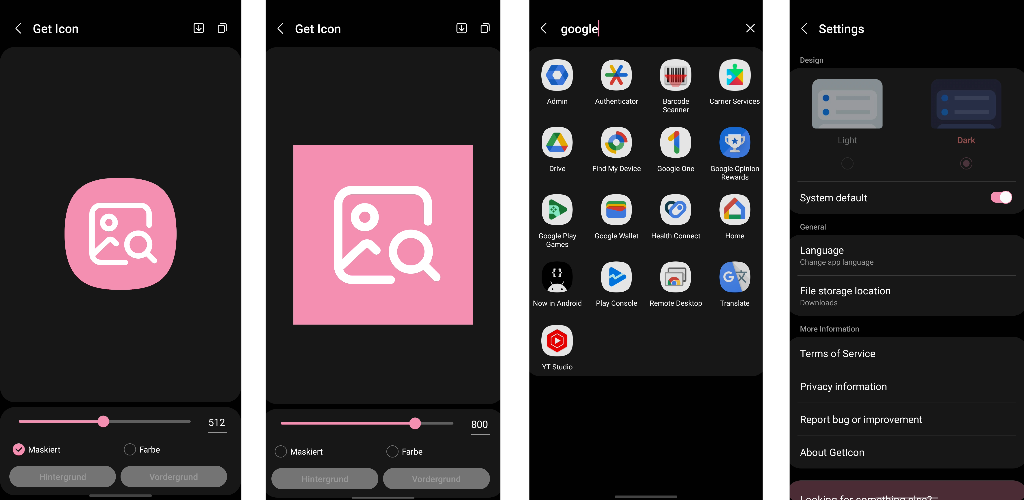 Get Icon
512
Maskiert
Farbe
Hintergrund
Vordergrund
Get Icon
800
Maskiert
Farbe
Hintergrund
Vordergrund
google
Admin
Authenticator
Barcode
Scanner
Carrier Services
Drive
Find My Device
Google One
Google Opinion
Rewards
Google Play
Games
Google Wallet
Health Connect
Home
Now in Android
Play Console
Remote Desktop
Translate
YT Studio
Settings
Design
Light
Dark
System default
General
Language
Change app language
File storage location
Downloads
More Information
Terms of Service
Privacy information
Report bug or improvement
About GetIcon
Looking for something else?